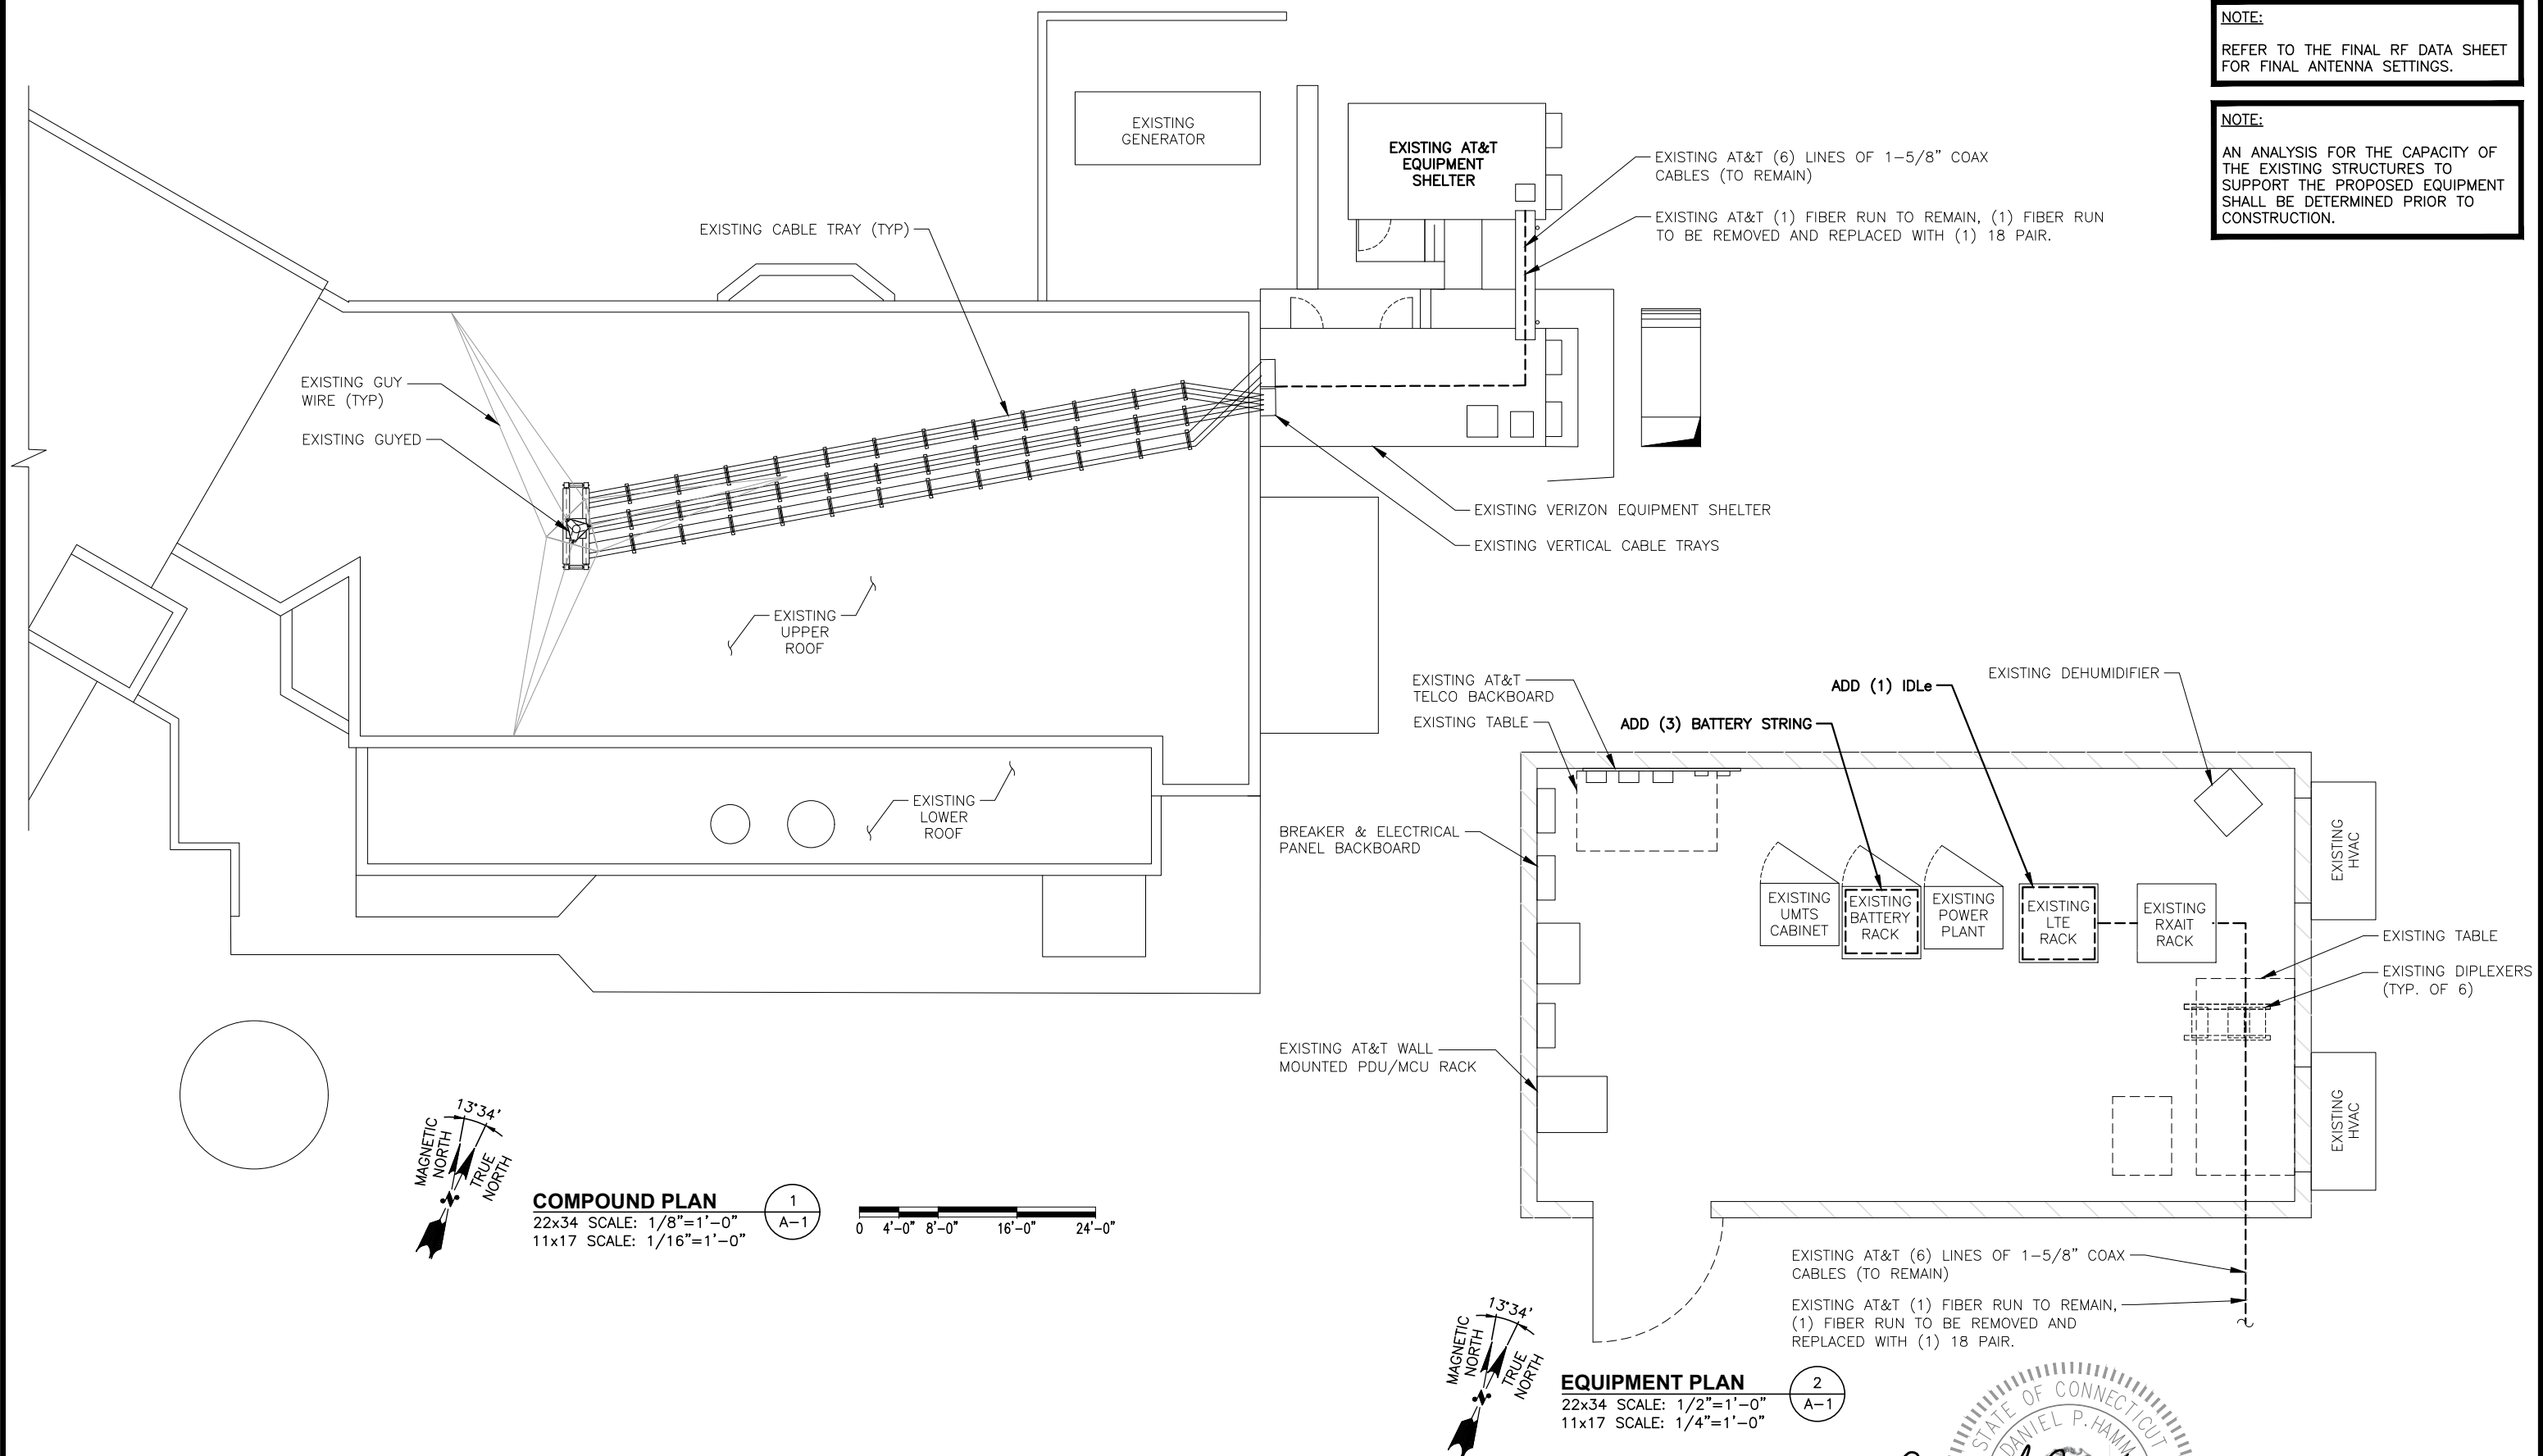 NOTE:
REFER TO THE FINAL RF DATA SHEET
FOR FINAL ANTENNA SETTINGS.
NOTE:
AN ANALYSIS FOR THE CAPACITY OF
THE EXISTING STRUCTURES TO
SUPPORT THE PROPOSED EQUIPMENT
SHALL BE DETERMINED PRIOR TO
CONSTRUCTION.
EXISTING
GENERATOR
EXISTING AT&T
EQUIPMENT
SHELTER
EXISTING AT&T (6) LINES OF 1-5/8" COAX
CABLES (TO REMAIN)
EXISTING AT&T (1) FIBER RUN TO REMAIN, (1) FIBER RUN
TO BE REMOVED AND REPLACED WITH (1) 18 PAIR.
EXISTING CABLE TRAY (TYP)
EXISTING GUY
WIRE (TYP)
EXISTING GUYED
EXISTING VERIZON EQUIPMENT SHELTER
EXISTING VERTICAL CABLE TRAYS
EXISTING
UPPER
ROOF
EXISTING
LOWER
ROOF
MAGNETIC
NORTH
13°34'
TRUE
NORTH
COMPOUND PLAN
22x34 SCALE: 1/8"=1'-0"
11x17 SCALE: 1/16"=1'-0"
1
A-1
0 4'-0" 8'-0" 16'-0" 24'-0"
EXISTING AT&T
TELCO BACKBOARD
EXISTING TABLE
ADD (3) BATTERY STRING
ADD (1) IDLe
EXISTING DEHUMIDIFIER
BREAKER & ELECTRICAL
PANEL BACKBOARD
EXISTING
UMTS
CABINET
EXISTING
BATTERY
RACK
EXISTING
POWER
PLANT
EXISTING
LTE
RACK
EXISTING
RXAIT
RACK
EXISTING
HVAC
EXISTING TABLE
EXISTING DIPLEXERS
(TYP. OF 6)
EXISTING AT&T WALL
MOUNTED PDU/MCU RACK
EXISTING
HVAC
EXISTING AT&T (6) LINES OF 1-5/8" COAX
CABLES (TO REMAIN)
EXISTING AT&T (1) FIBER RUN TO REMAIN,
(1) FIBER RUN TO BE REMOVED AND
REPLACED WITH (1) 18 PAIR.
MAGNETIC
NORTH
13°34'
TRUE
NORTH
EQUIPMENT PLAN
22x34 SCALE: 1/2"=1'-0"
11x17 SCALE: 1/4"=1'-0"
2
A-1
STATE OF CONNECTICUT
DANIEL P. HAMM